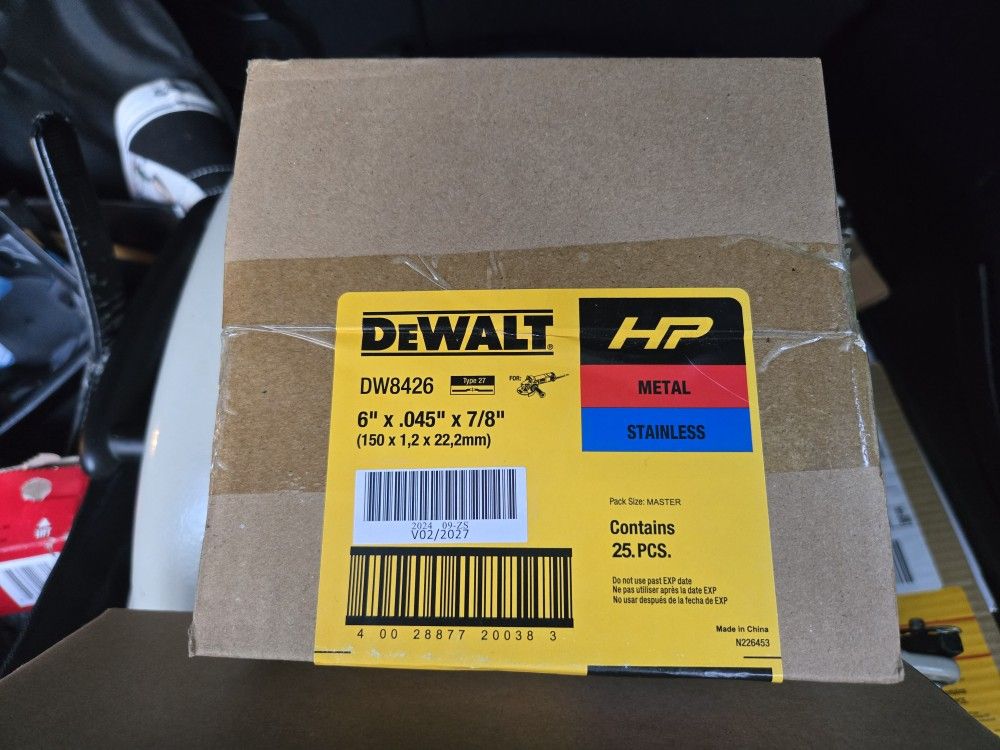 DEWALT®
HP
DW8426 Type 27 FOR:
METAL
6" x .045" x 7/8"
(150 x 1,2 x 22,2mm)
STAINLESS
2024 09-ZS
V02/2027
Pack Size: MASTER
Contains
25. PCS.
Do not use past EXP date
Ne pas utiliser après la date EXP
No usar después de la fecha de EXP
4 00 28877 20038 3
Made in China
N226453